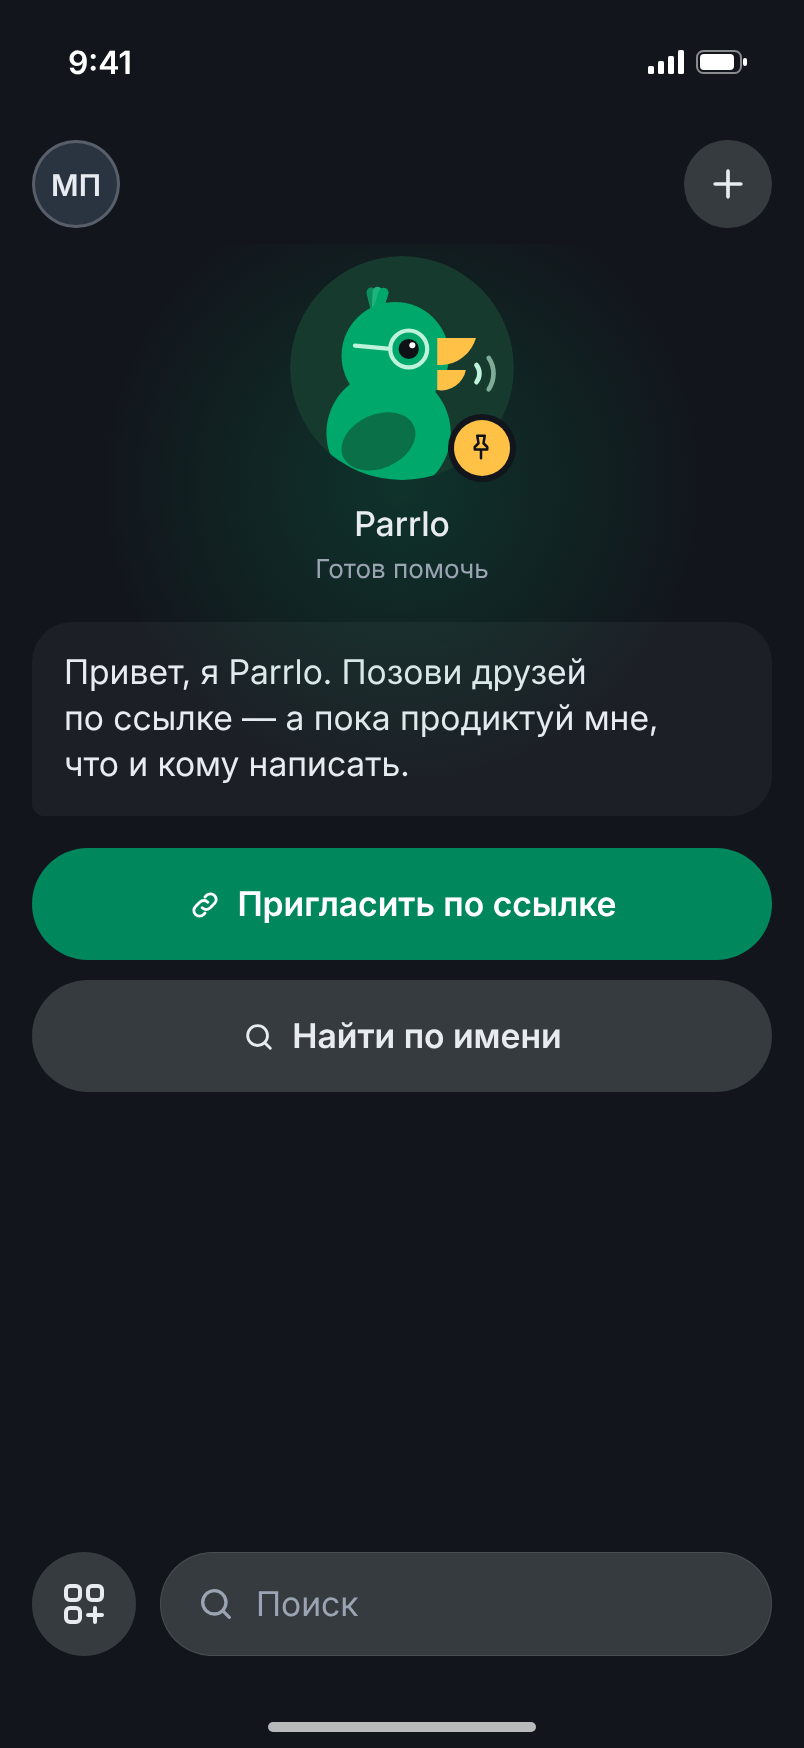 9:41
МП
Parrlo
Готов помочь
Привет, я Parrlo. Позови друзей
по ссылке — а пока продиктуй мне,
что и кому написать.
Пригласить по ссылке
Найти по имени
Поиск